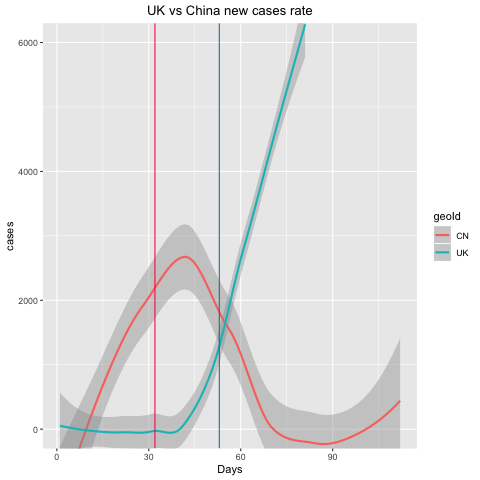 UK vs China new cases rate
6000
4000
2000
0
cases
0
30
60
90
Days
geoId
CN
UK